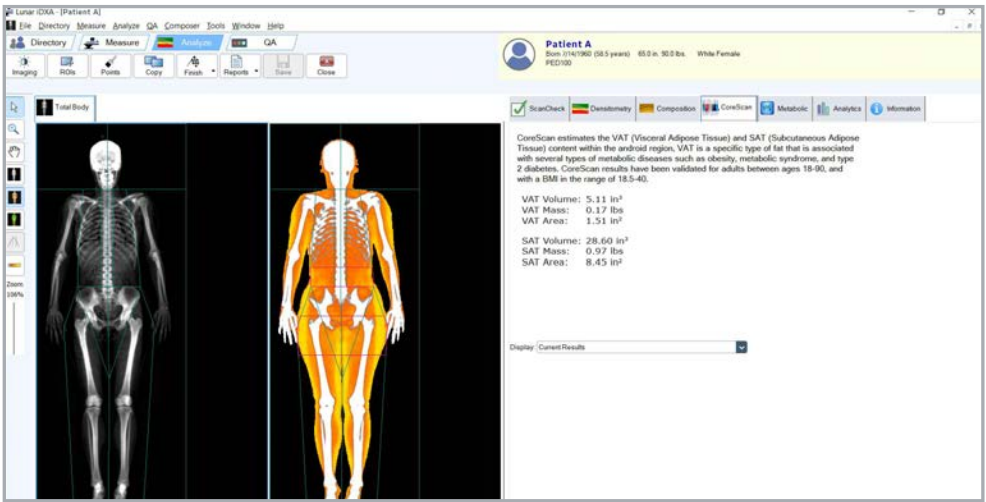 Lunar iDXA - [Patient A]
File Directory Measure Analyze QA Composer Tools Window Help
Directory Measure Analyze QA
Imaging ROIs Points Copy Finish Reports Save Close
Patient A
Born 7/14/1960 (58.5 years) 65.0 in. 90.0 lbs. White Female
PED100
Total Body
ScanCheck Densitometry Composition CoreScan Metabolic Analytics Information
CoreScan estimates the VAT (Visceral Adipose Tissue) and SAT (Subcutaneous Adipose
Tissue) content within the android region, VAT is a specific type of fat that is associated
with several types of metabolic diseases such as obesity, metabolic syndrome, and type
2 diabetes. CoreScan results have been validated for adults between ages 18-90, and
with a BMI in the range of 18.5-40.
VAT Volume: 5.11 in³
VAT Mass: 0.17 lbs
VAT Area: 1.51 in²
SAT Volume: 28.60 in³
SAT Mass: 0.97 lbs
SAT Area: 8.45 in²
Zoom
106%
Display: Current Results